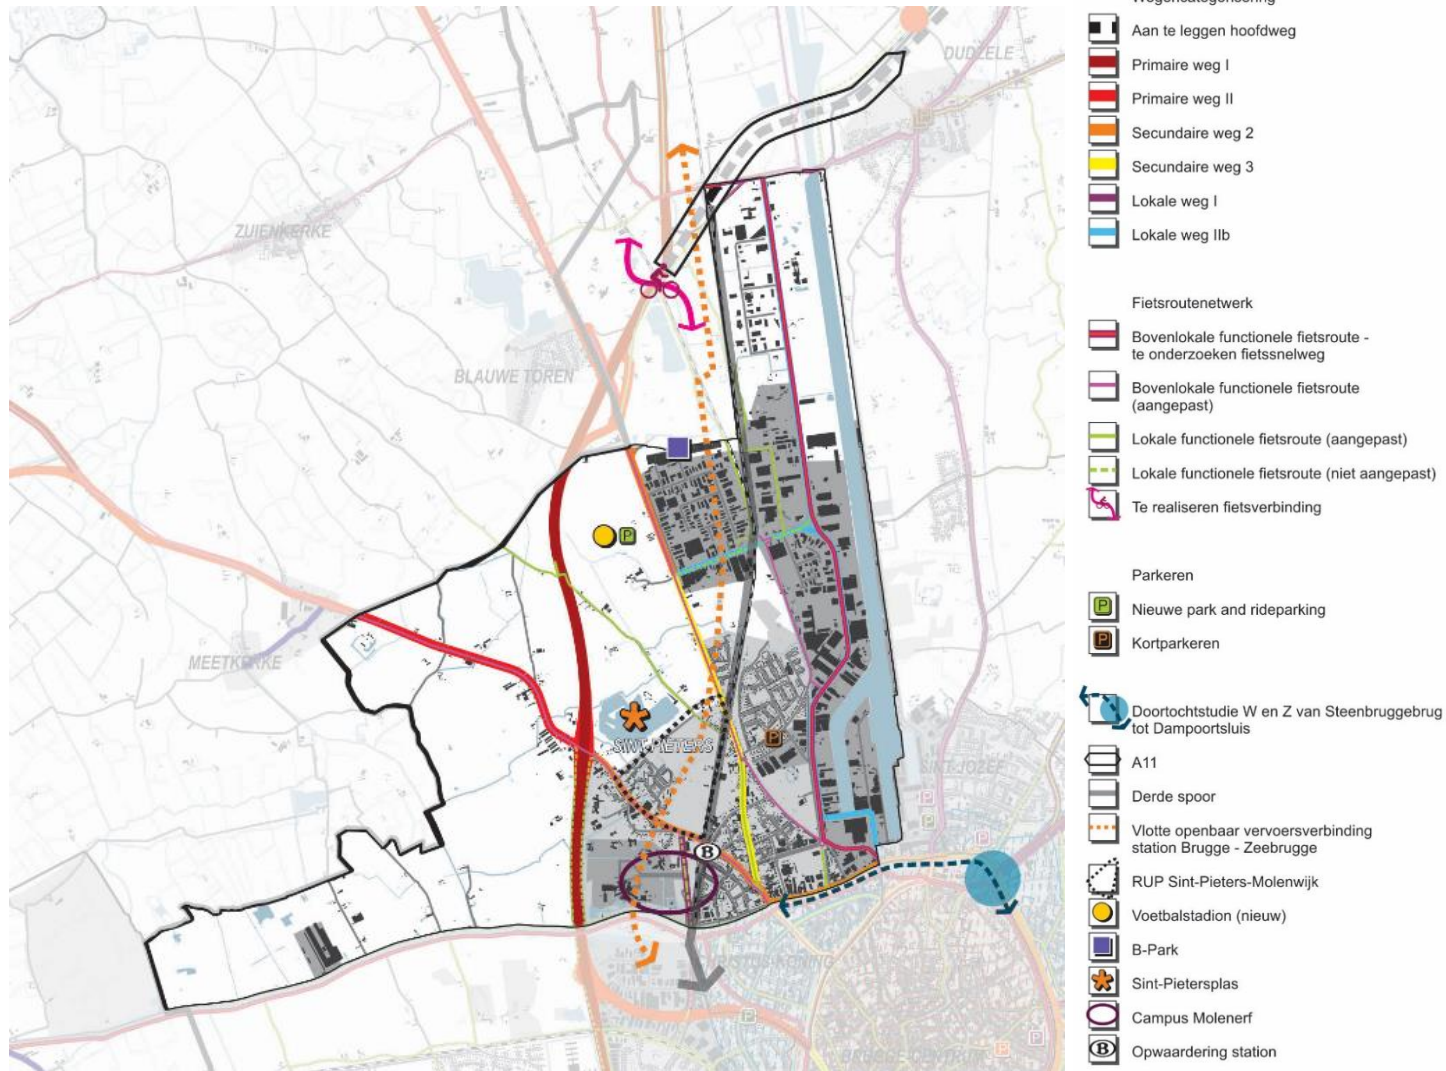 DUDZELE
ZUIENKERKE
BLAUWE TOREN
MEETKERKE
SINT-PIETERS
SINT-JOZEF
P
P
B
P
P
P
P
P
P
Wegencategorisering
Aan te leggen hoofdweg
Primaire weg I
Primaire weg II
Secundaire weg 2
Secundaire weg 3
Lokale weg I
Lokale weg IIb
Fietsroutenetwerk
Bovenlokale functionele fietsroute -
te onderzoeken fietssnelweg
Bovenlokale functionele fietsroute
(aangepast)
Lokale functionele fietsroute (aangepast)
Lokale functionele fietsroute (niet aangepast)
Te realiseren fietsverbinding
Parkeren
P Nieuwe park and rideparking
P Kortparkeren
Doortochtstudie W en Z van Steenbruggebrug
tot Dampoortsluis
A11
Derde spoor
Vlotte openbaar vervoersverbinding
station Brugge - Zeebrugge
RUP Sint-Pieters-Molenwijk
Voetbalstadion (nieuw)
B-Park
Sint-Pietersplas
Campus Molenerf
B Opwaardering station